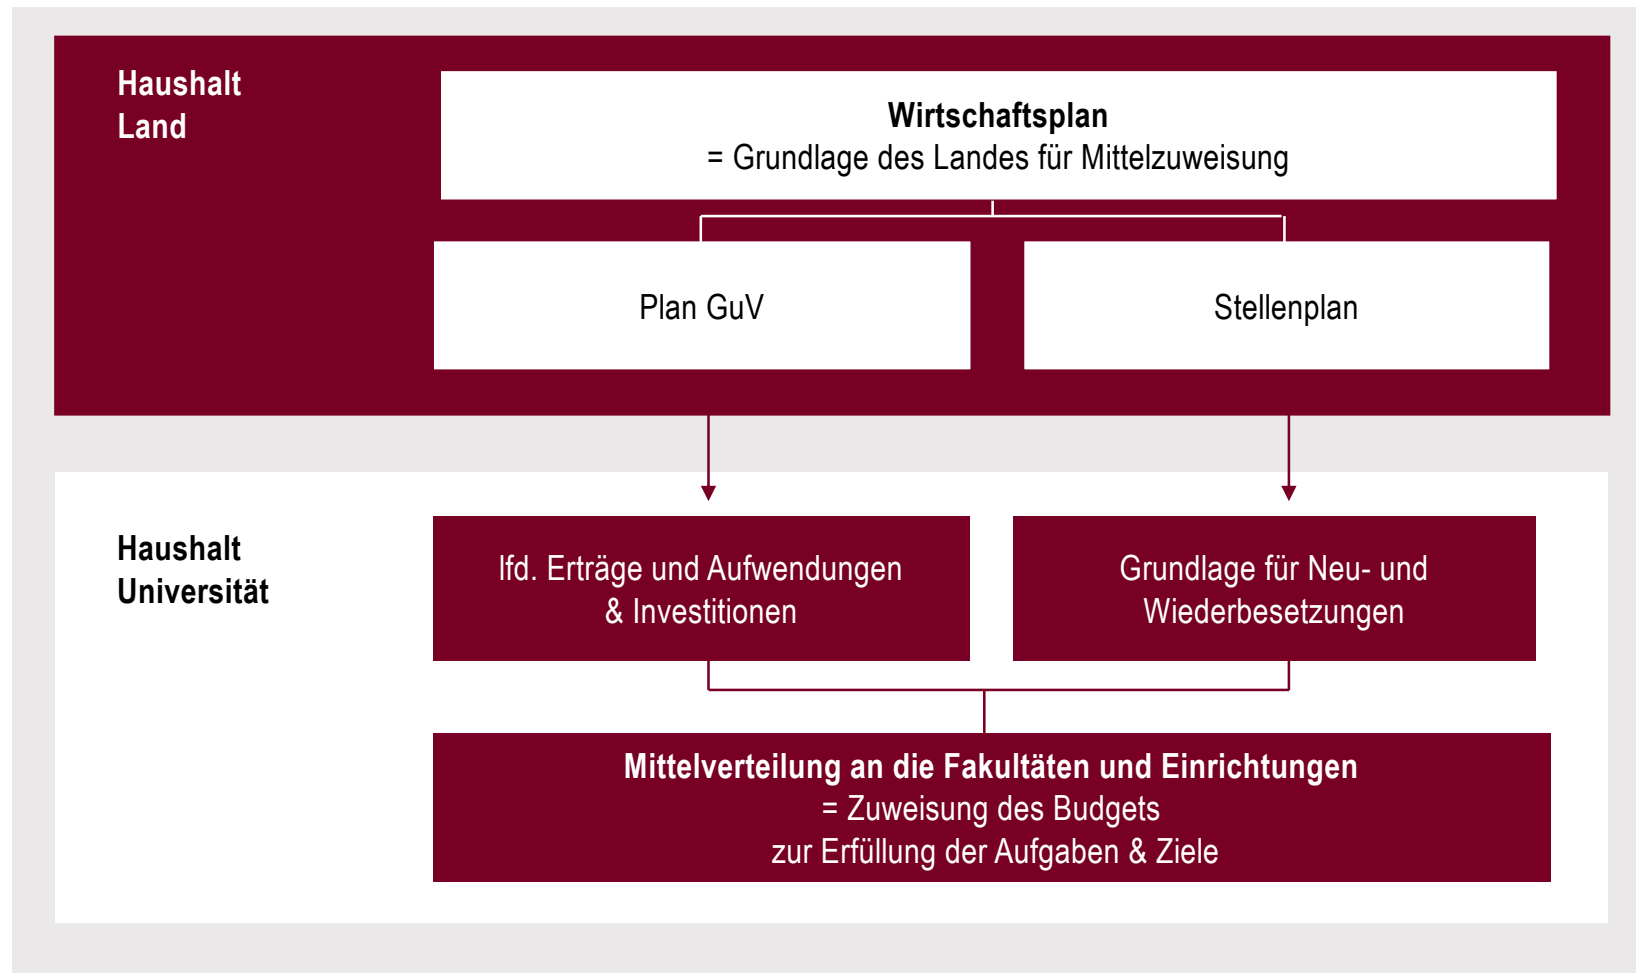 Haushalt
Land
Wirtschaftsplan
= Grundlage des Landes für Mittelzuweisung
Plan GuV
Stellenplan
Haushalt
Universität
lfd. Erträge und Aufwendungen
& Investitionen
Grundlage für Neu- und
Wiederbesetzungen
Mittelverteilung an die Fakultäten und Einrichtungen
= Zuweisung des Budgets
zur Erfüllung der Aufgaben & Ziele